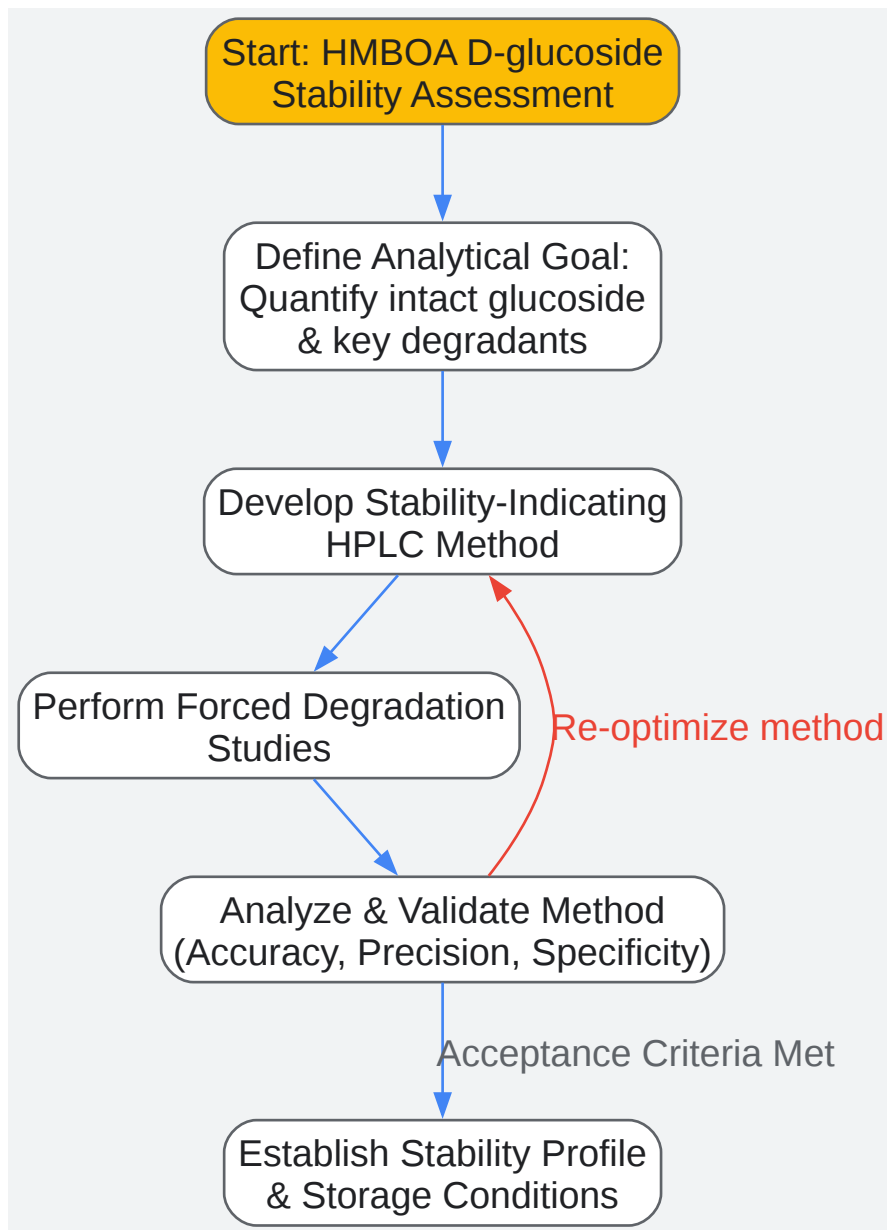 Start: HMBOA D-glucoside
Stability Assessment
Define Analytical Goal:
Quantify intact glucoside
& key degradants
Develop Stability-Indicating
HPLC Method
Perform Forced Degradation
Studies
Re-optimize method
Analyze & Validate Method
(Accuracy, Precision, Specificity)
Acceptance Criteria Met
Establish Stability Profile
& Storage Conditions